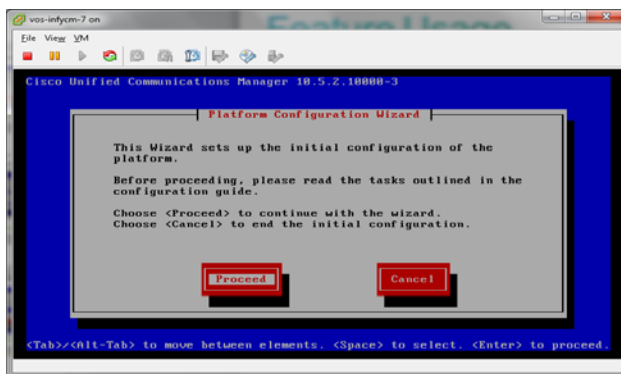 vos-infycm-7 on
Feature Usage
File View VM
Cisco Unified Communications Manager 10.5.2.10000-3
Platform Configuration Wizard
This Wizard sets up the initial configuration of the
platform.
Before proceeding, please read the tasks outlined in the
configuration guide.
Choose <Proceed> to continue with the wizard.
Choose <Cancel> to end the initial configuration.
Proceed Cancel
<Tab>/<Alt-Tab> to move between elements. <Space> to select. <Enter> to proceed.